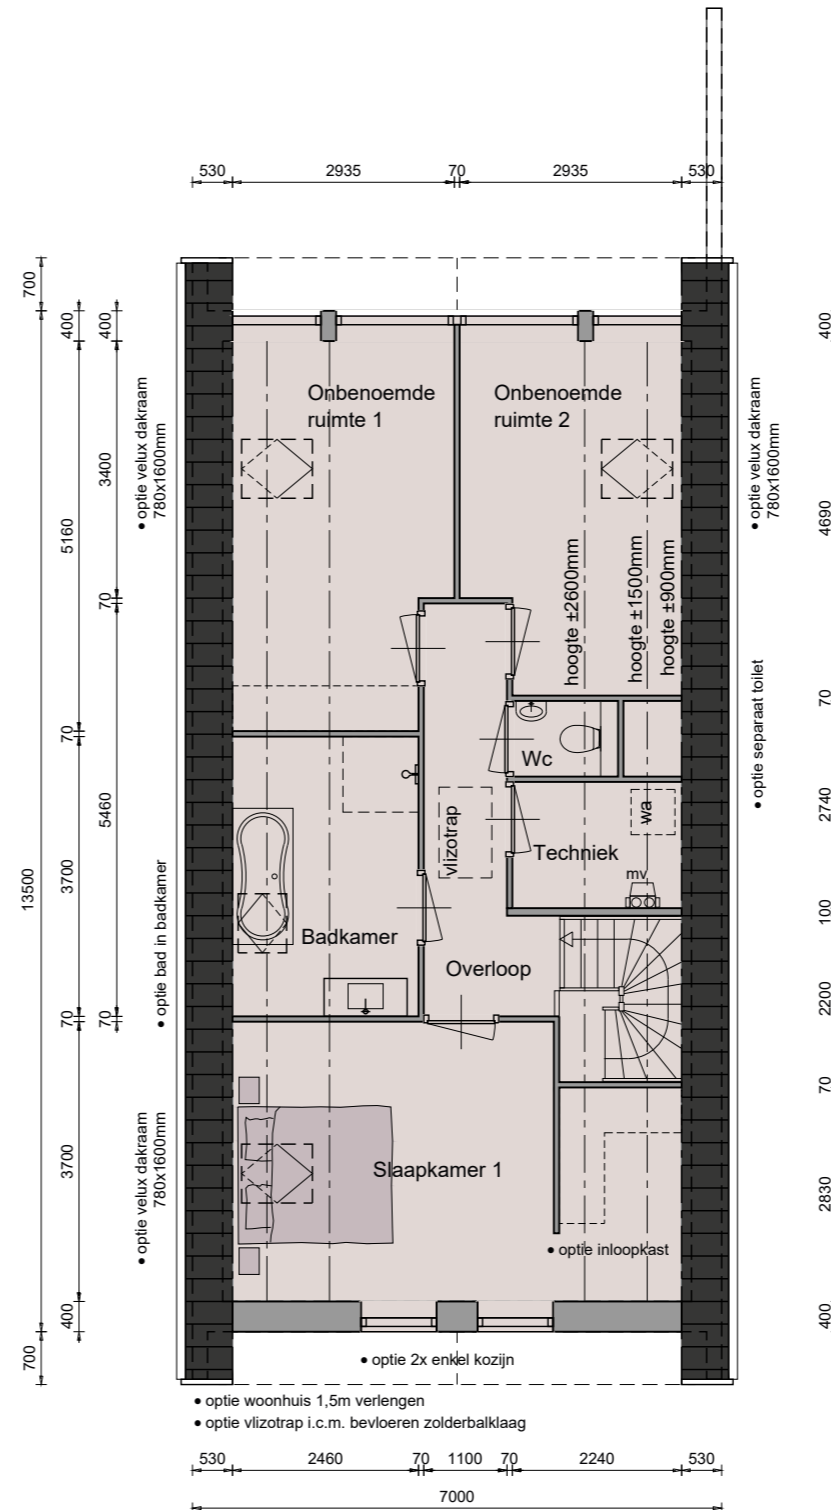 530 2935 70 2935 530
700
400 400 400
• optie velux dakraam
780x1600mm
Onbenoemde
ruimte 1
Onbenoemde
ruimte 2
• optie velux dakraam
780x1600mm
3400
5160
4690
hoogte ±2600mm
hoogte ±1500mm
hoogte ±900mm
70
70
70
• optie separaat toilet
Wc
5460
2740
vlizotrap
wa
Techniek
mv
13500
3700
100
• optie bad in badkamer
Badkamer
Overloop
2200
70 70
70
• optie velux dakraam
780x1600mm
3700
Slaapkamer 1
2830
• optie inloopkast
400
400
700
• optie 2x enkel kozijn
• optie woonhuis 1,5m verlengen
• optie vlizotrap i.c.m. bevloeren zolderbalklaag
530 2460 70 1100 70 2240 530
7000